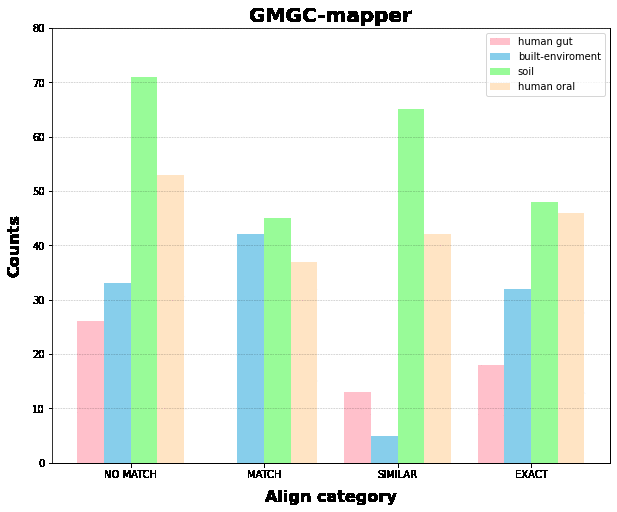 GMGC-mapper
human gut
built-enviroment
soil
human oral
80
70
60
50
40
30
20
10
0
Counts
NO MATCH MATCH SIMILAR EXACT
Align category